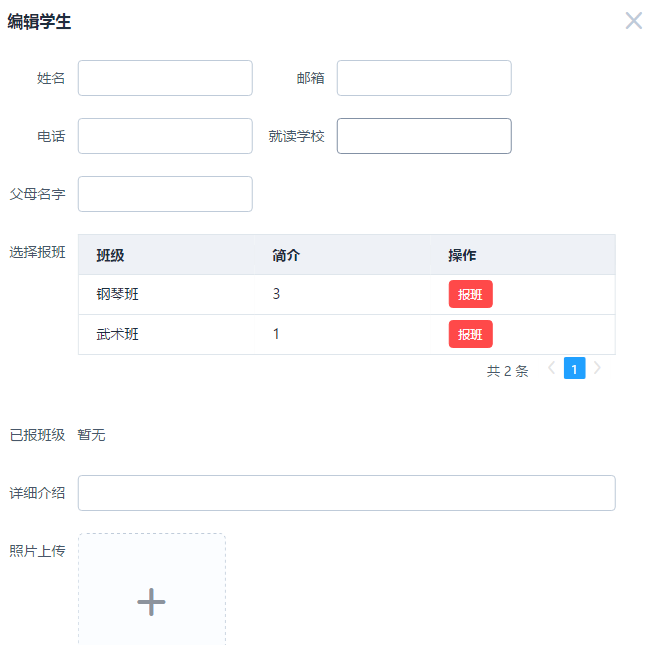 编辑学生
姓名 邮箱
电话 就读学校
父母名字
选择报班 班级 简介 操作
钢琴班 3 报班
武术班 1 报班
共 2 条 1
已报班级 暂无
详细介绍
照片上传